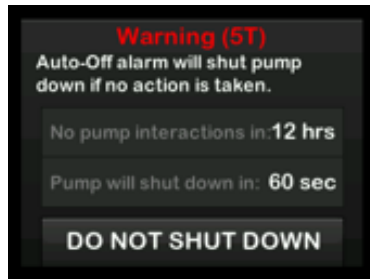 Warning (5T)
Auto-Off alarm will shut pump
down if no action is taken.
No pump interactions in:12 hrs
Pump will shut down in: 60 sec
DO NOT SHUT DOWN